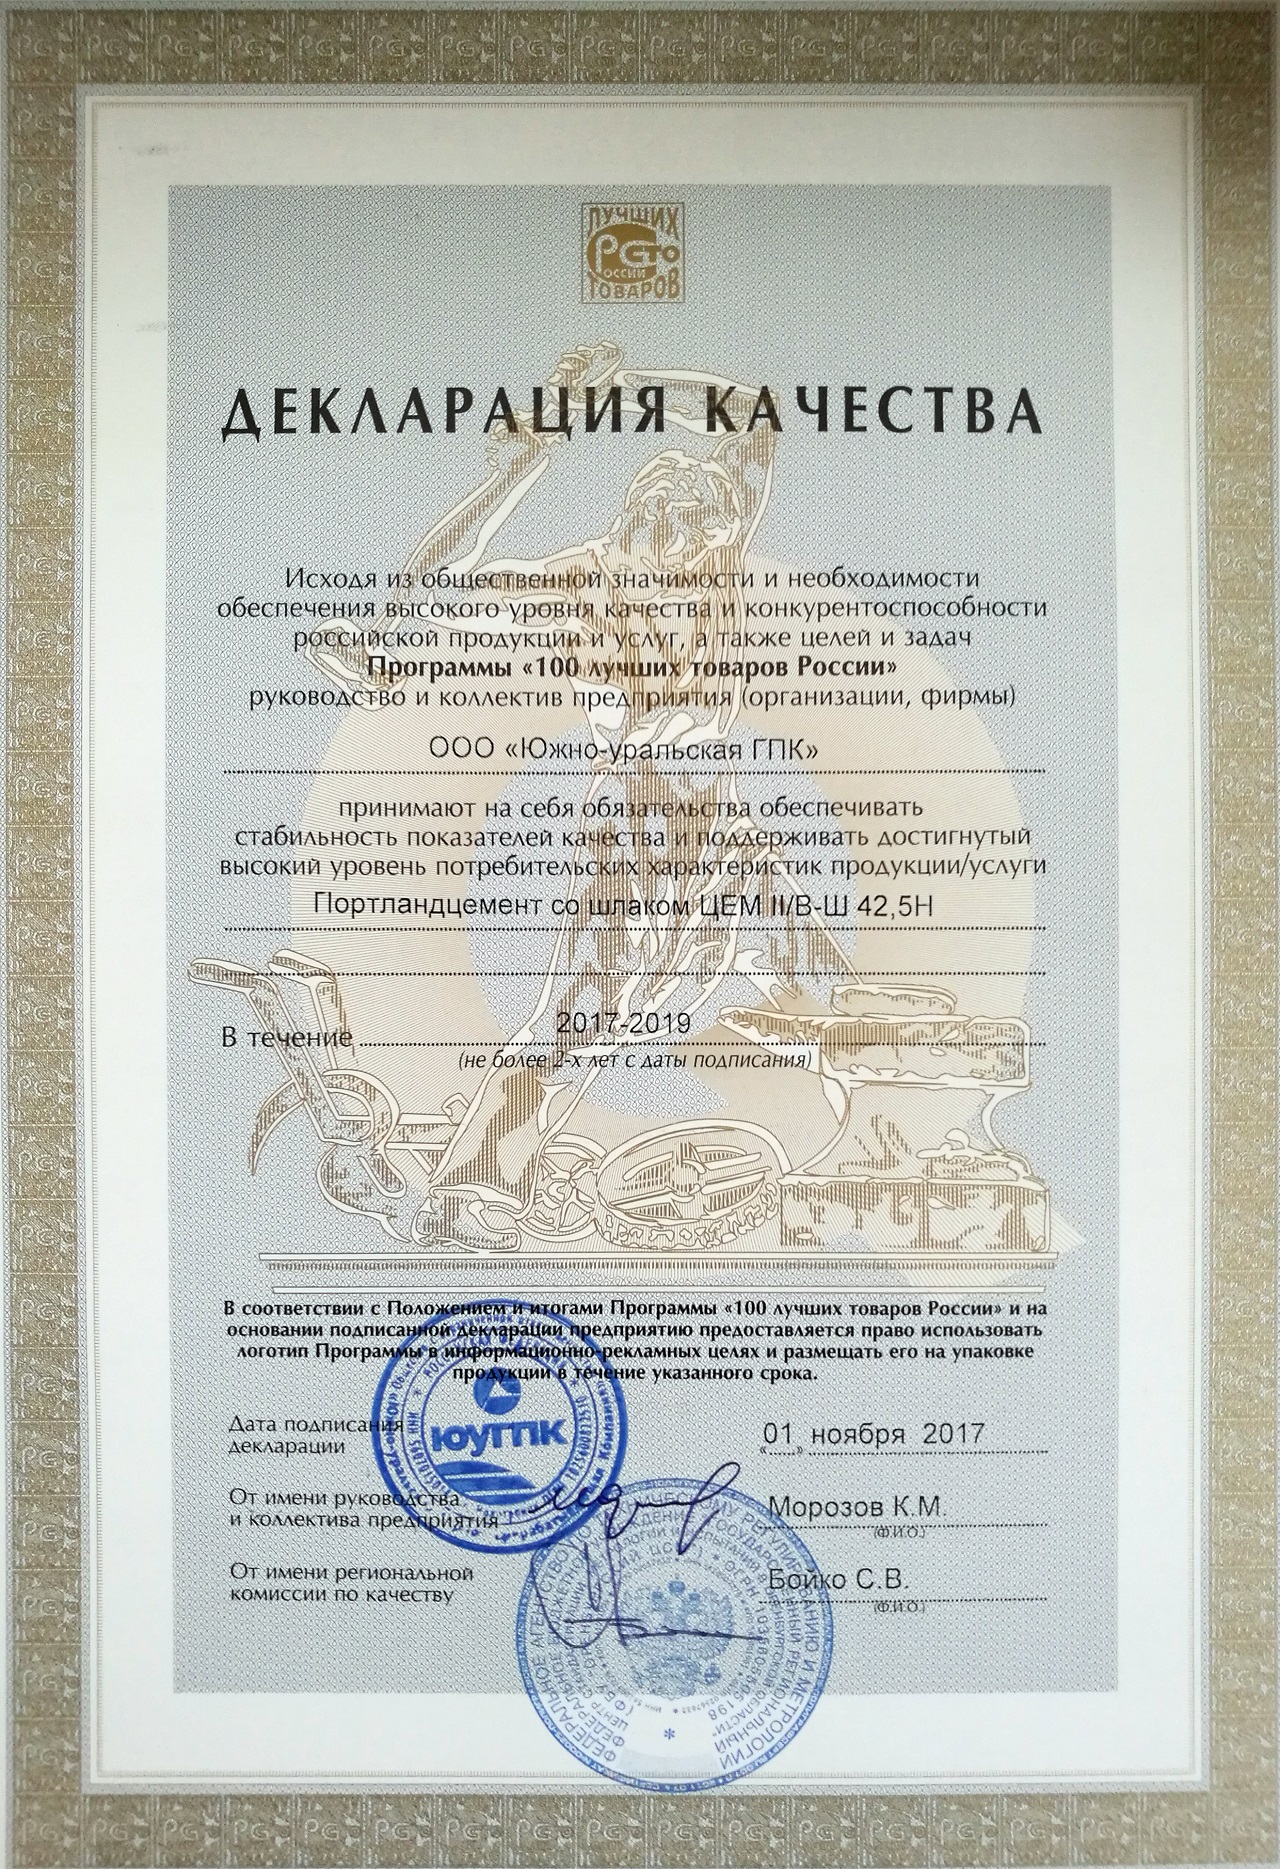 ЛУЧШИХ
РСто
России
ТОВАРОВ
ДЕКЛАРАЦИЯ КАЧЕСТВА
Исходя из общественной значимости и необходимости
обеспечения высокого уровня качества и конкурентоспособности
российской продукции и услуг, а также целей и задач
Программы «100 лучших товаров России»
руководство и коллектив предприятия (организации, фирмы)
ООО «Южно-уральская ГПК»
принимают на себя обязательства обеспечивать
стабильность показателей качества и поддерживать достигнутый
высокий уровень потребительских характеристик продукции/услуги
Портландцемент со шлаком ЦЕМ II/В-Ш 42,5Н
В течение 2017-2019
(не более 2-х лет с даты подписания)
В соответствии с Положением и итогами Программы «100 лучших товаров России» и на
основании подписанной декларации предприятию предоставляется право использовать
логотип Программы в информационно-рекламных целях и размещать его на упаковке
продукции в течение указанного срока.
Дата подписания
декларации «01» ноября 2017
ЮУГПК
От имени руководства
и коллектива предприятия Морозов К.М.
(Ф.И.О.)
От имени региональной
комиссии по качеству Бойко С.В.
(Ф.И.О.)